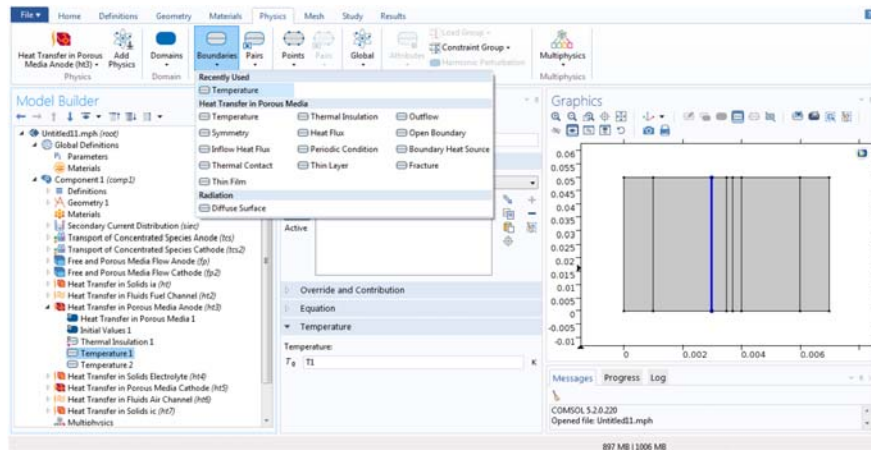 File Home Definitions Geometry Materials Physics Mesh Study Results
Heat Transfer in Porous Media Anode (ht3)
Add Physics
Domains
Boundaries
Pairs
Points
Pairs
Global
Attributes
Load Group
Constraint Group
Harmonic Perturbation
Multiphysics
Physics
Domain
Multiphysics
Recently Used
Temperature
Heat Transfer in Porous Media
Temperature Thermal Insulation Outflow
Symmetry Heat Flux Open Boundary
Inflow Heat Flux Periodic Condition Boundary Heat Source
Thermal Contact Thin Layer Fracture
Thin Film
Radiation
Diffuse Surface
Model Builder
Untitled11.mph (root)
Global Definitions
Pi Parameters
Materials
Component 1 (comp1)
Definitions
Geometry 1
Materials
Secondary Current Distribution (siec)
Transport of Concentrated Species Anode (tcs)
Transport of Concentrated Species Cathode (tcs2)
Free and Porous Media Flow Anode (fp)
Free and Porous Media Flow Cathode (fp2)
Heat Transfer in Solids ia (ht)
Heat Transfer in Fluids Fuel Channel (ht2)
Heat Transfer in Porous Media Anode (ht3)
Heat Transfer in Porous Media 1
Initial Values 1
Thermal Insulation 1
Temperature 1
Temperature 2
Heat Transfer in Solids Electrolyte (ht4)
Heat Transfer in Porous Media Cathode (ht5)
Heat Transfer in Fluids Air Channel (ht6)
Heat Transfer in Solids ic (ht7)
Multiphysics
Active
Override and Contribution
Equation
Temperature
Temperature:
T0 T1 K
Graphics
0.06
0.055
0.05
0.045
0.04
0.035
0.03
0.025
0.02
0.015
0.01
0.005
0
-0.005
-0.01
0 0.002 0.004 0.006
Messages Progress Log
COMSOL 5.2.0.220
Opened file: Untitled11.mph
897 MB | 1006 MB